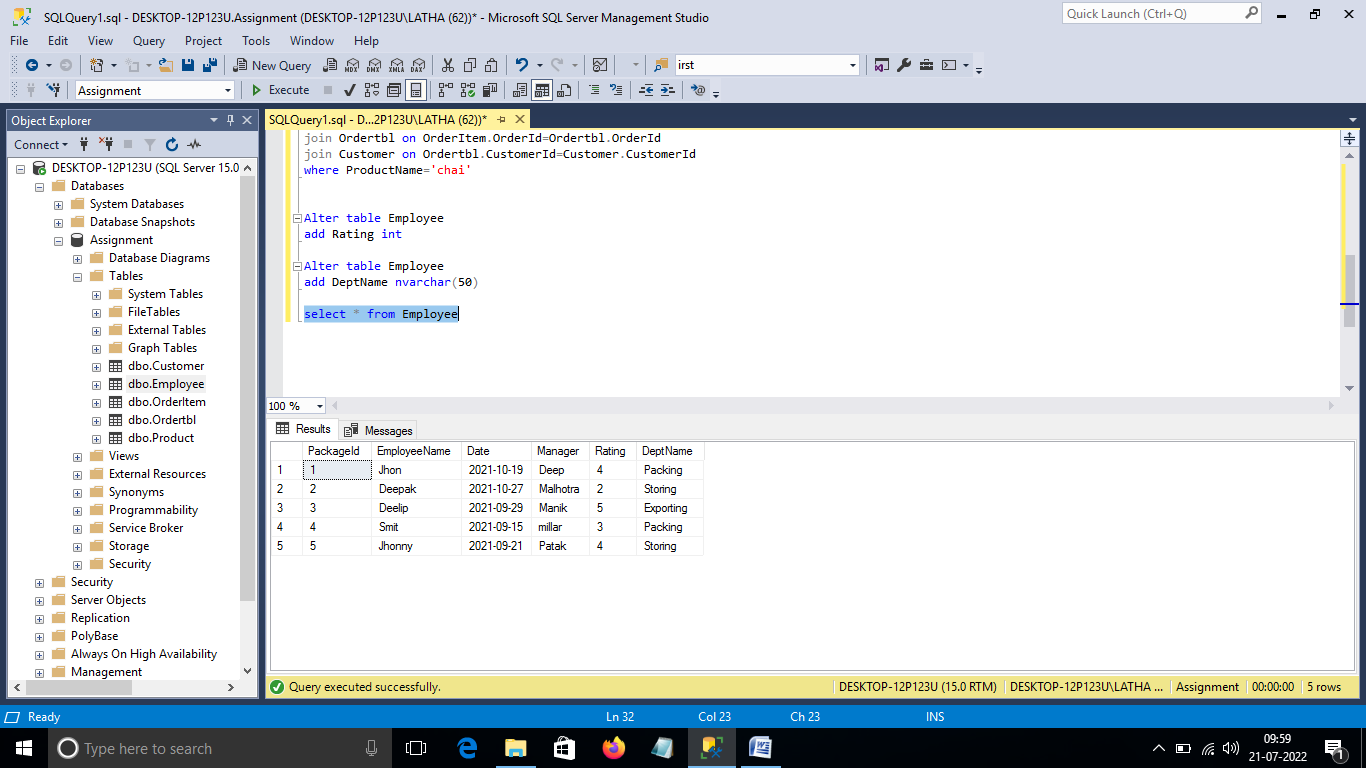 SQLQuery1.sql - DESKTOP-12P123U.Assignment (DESKTOP-12P123U\LATHA (62))* - Microsoft SQL Server Management Studio
Quick Launch (Ctrl+Q)
File Edit View Query Project Tools Window Help
New Query MDX DMX XMLA DAX irst
Assignment Execute
Object Explorer
SQLQuery1.sql - D...2P123U\LATHA (62))*
Connect
DESKTOP-12P123U (SQL Server 15.0
Databases
System Databases
Database Snapshots
Assignment
Database Diagrams
Tables
System Tables
FileTables
External Tables
Graph Tables
dbo.Customer
dbo.Employee
dbo.OrderItem
dbo.Ordertbl
dbo.Product
Views
External Resources
Synonyms
Programmability
Service Broker
Storage
Security
Security
Server Objects
Replication
PolyBase
Always On High Availability
Management
join Ordertbl on OrderItem.OrderId=Ordertbl.OrderId
join Customer on Ordertbl.CustomerId=Customer.CustomerId
where ProductName='chai'
Alter table Employee
add Rating int
Alter table Employee
add DeptName nvarchar(50)
select * from Employee
100 %
Results Messages
PackageId EmployeeName Date Manager Rating DeptName
1 1 Jhon 2021-10-19 Deep 4 Packing
2 2 Deepak 2021-10-27 Malhotra 2 Storing
3 3 Deelip 2021-09-29 Manik 5 Exporting
4 4 Smit 2021-09-15 millar 3 Packing
5 5 Jhonny 2021-09-21 Patak 4 Storing
Query executed successfully. DESKTOP-12P123U (15.0 RTM) DESKTOP-12P123U\LATHA ... Assignment 00:00:00 5 rows
Ready Ln 32 Col 23 Ch 23 INS
Type here to search
09:59
21-07-2022
1